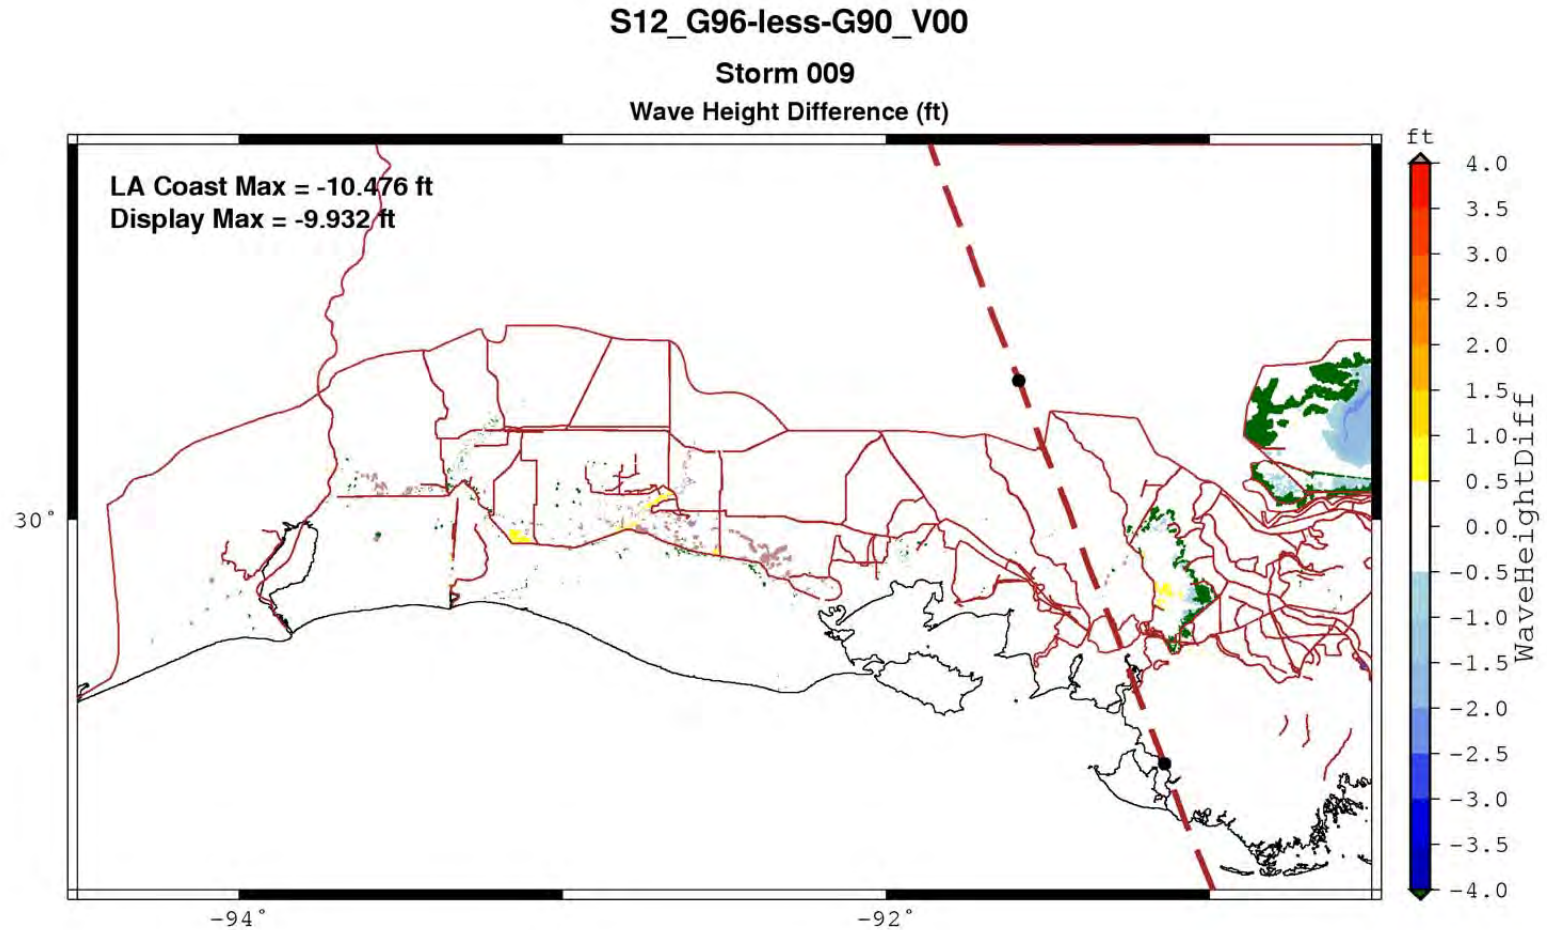 S12_G96-less-G90_V00
Storm 009
Wave Height Difference (ft)
LA Coast Max = -10.476 ft
Display Max = -9.932 ft
ft
4.0
3.5
3.0
2.5
2.0
1.5
1.0
0.5
0.0
-0.5
-1.0
-1.5
-2.0
-2.5
-3.0
-3.5
-4.0
WaveHeightDiff
30°
-94°
-92°